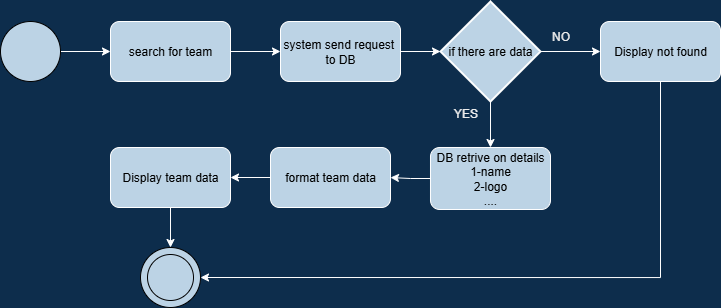 search for team
system send request
to DB
if there are data
NO
Display not found
YES
Display team data
format team data
DB retrive on details
1-name
2-logo
....